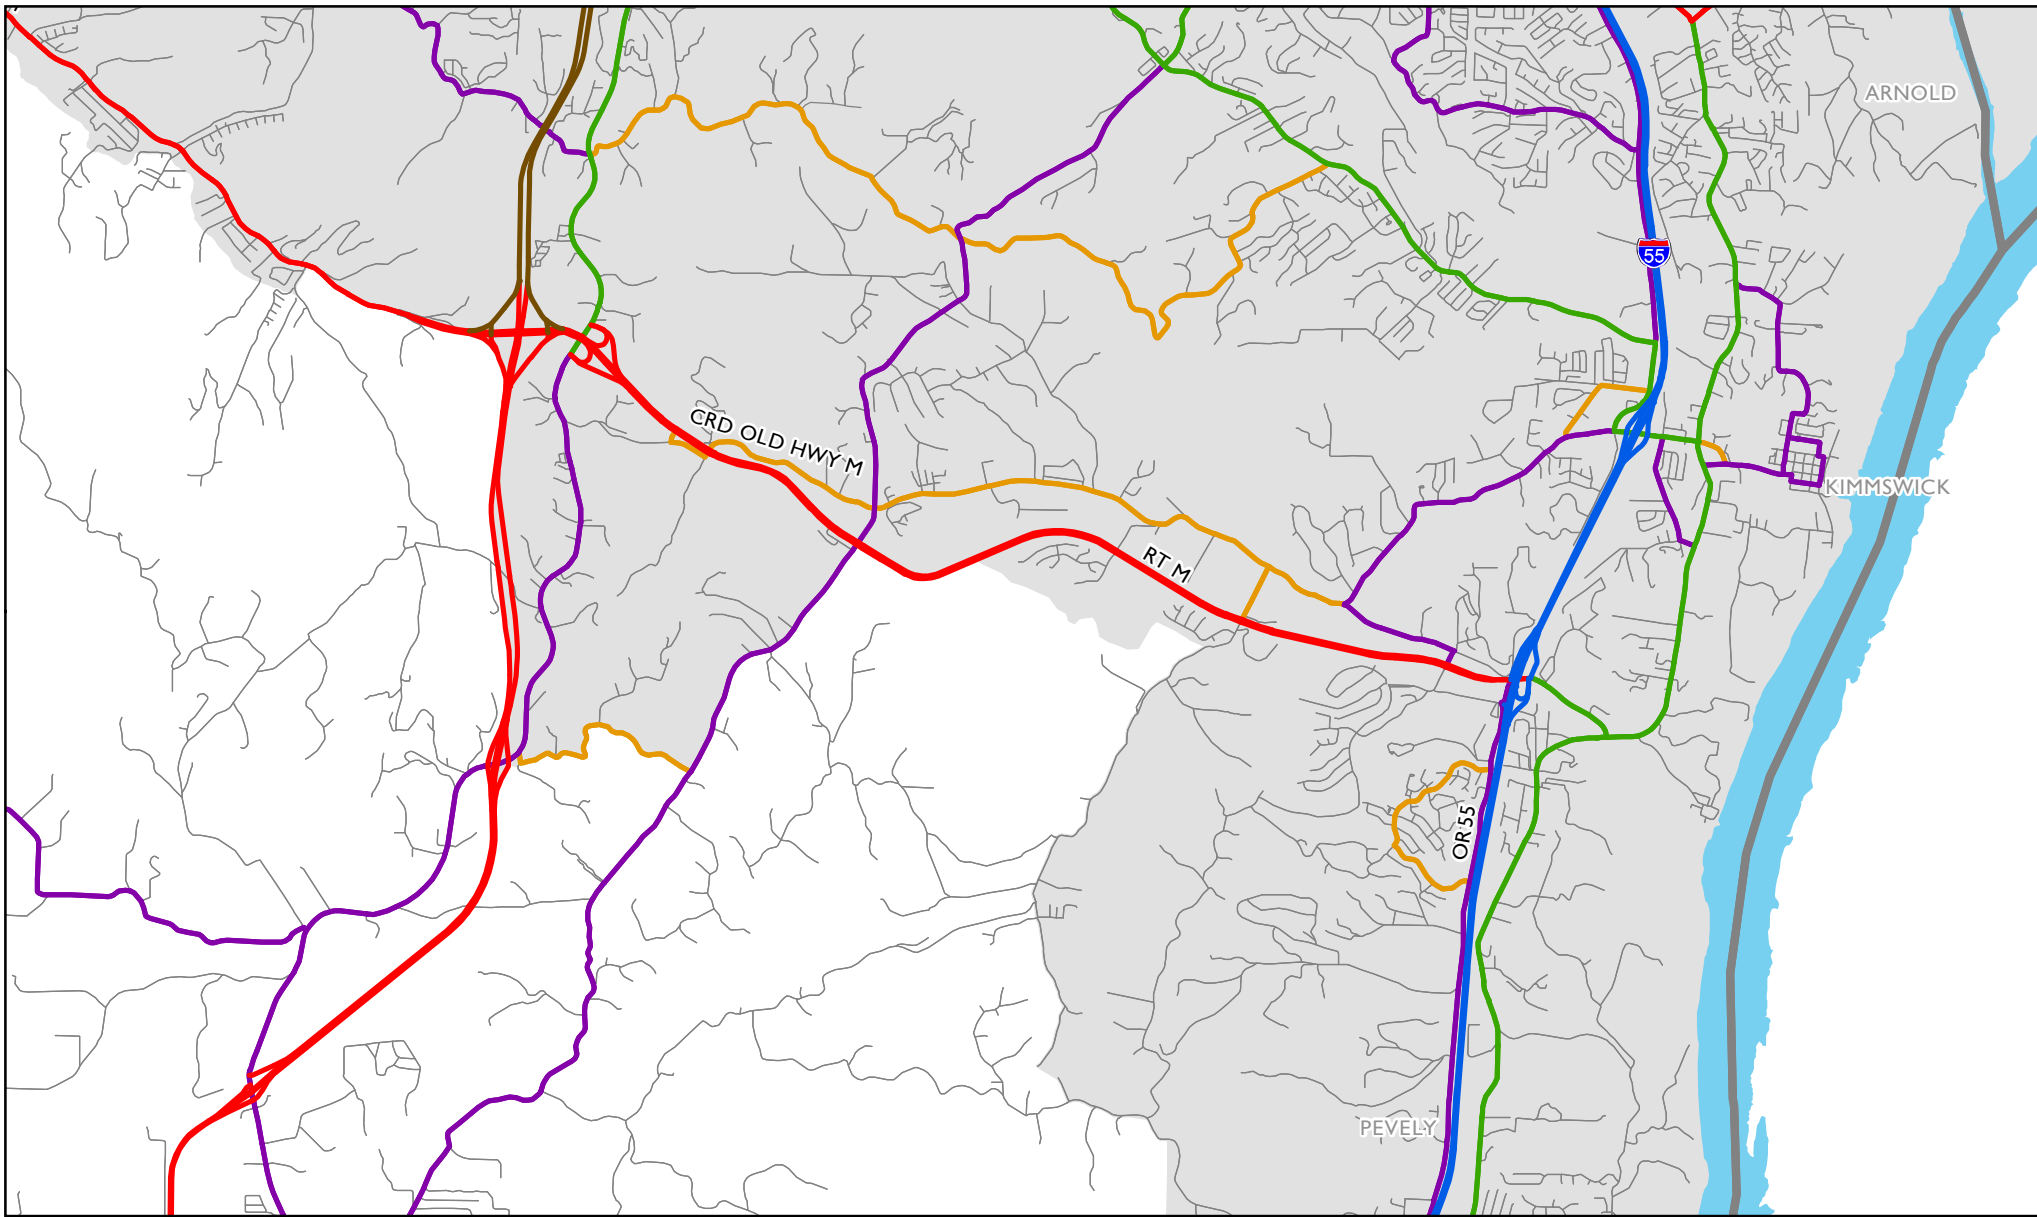 ARNOLD
55
CRD OLD HWY M
KIMMSWICK
RT M
OR 55
PEVELY